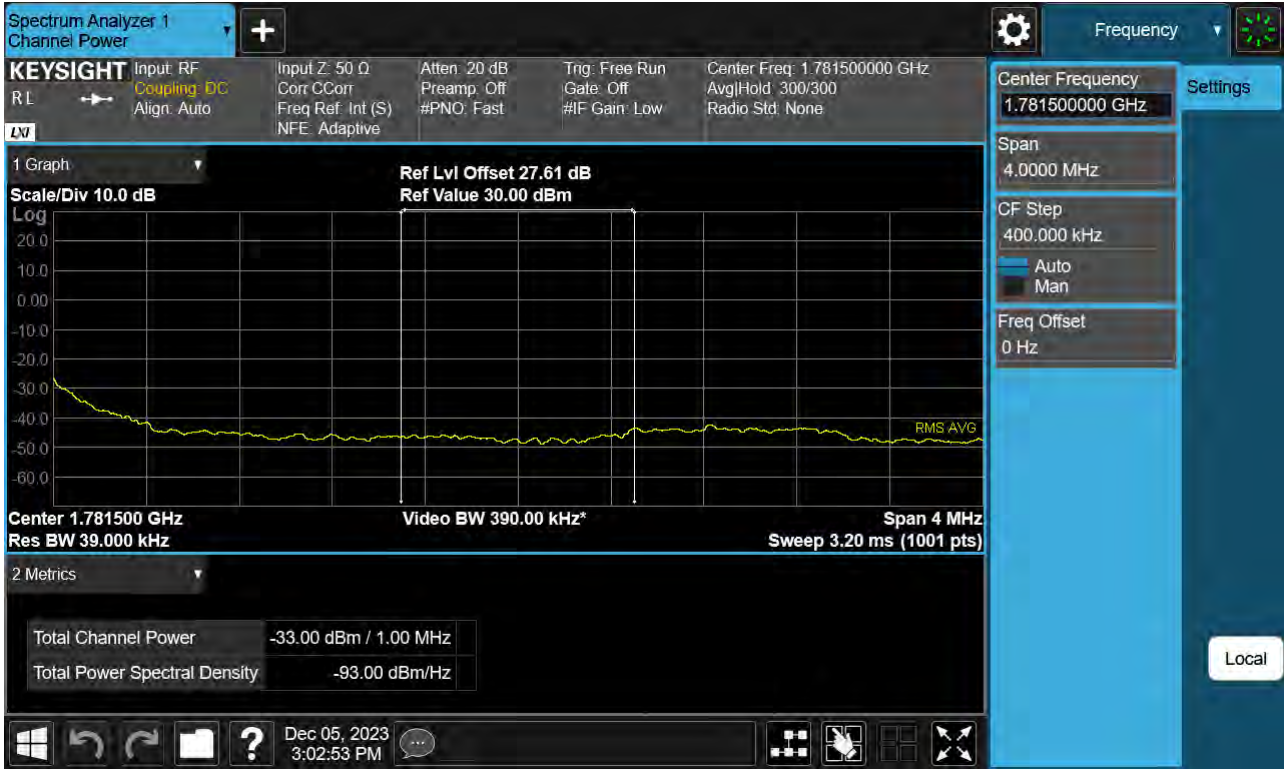 Spectrum Analyzer 1
Channel Power
Frequency
KEYSIGHT
R L
LXI
Input: RF
Coupling: DC
Align: Auto
Input Z: 50 Ω
Corr CCorr
Freq Ref: Int (S)
NFE: Adaptive
Atten: 20 dB
Preamp: Off
#PNO: Fast
Trig: Free Run
Gate: Off
#IF Gain: Low
Center Freq: 1.781500000 GHz
Avg|Hold: 300/300
Radio Std: None
Center Frequency
1.781500000 GHz
Settings
Span
4.0000 MHz
CF Step
400.000 kHz
Auto
Man
Freq Offset
0 Hz
Local
1 Graph
Scale/Div 10.0 dB
Ref Lvl Offset 27.61 dB
Ref Value 30.00 dBm
Log
20.0
10.0
0.00
-10.0
-20.0
-30.0
-40.0
-50.0
-60.0
RMS AVG
Center 1.781500 GHz
Res BW 39.000 kHz
Video BW 390.00 kHz*
Span 4 MHz
Sweep 3.20 ms (1001 pts)
2 Metrics
Total Channel Power -33.00 dBm / 1.00 MHz
Total Power Spectral Density -93.00 dBm/Hz
?
Dec 05, 2023
3:02:53 PM